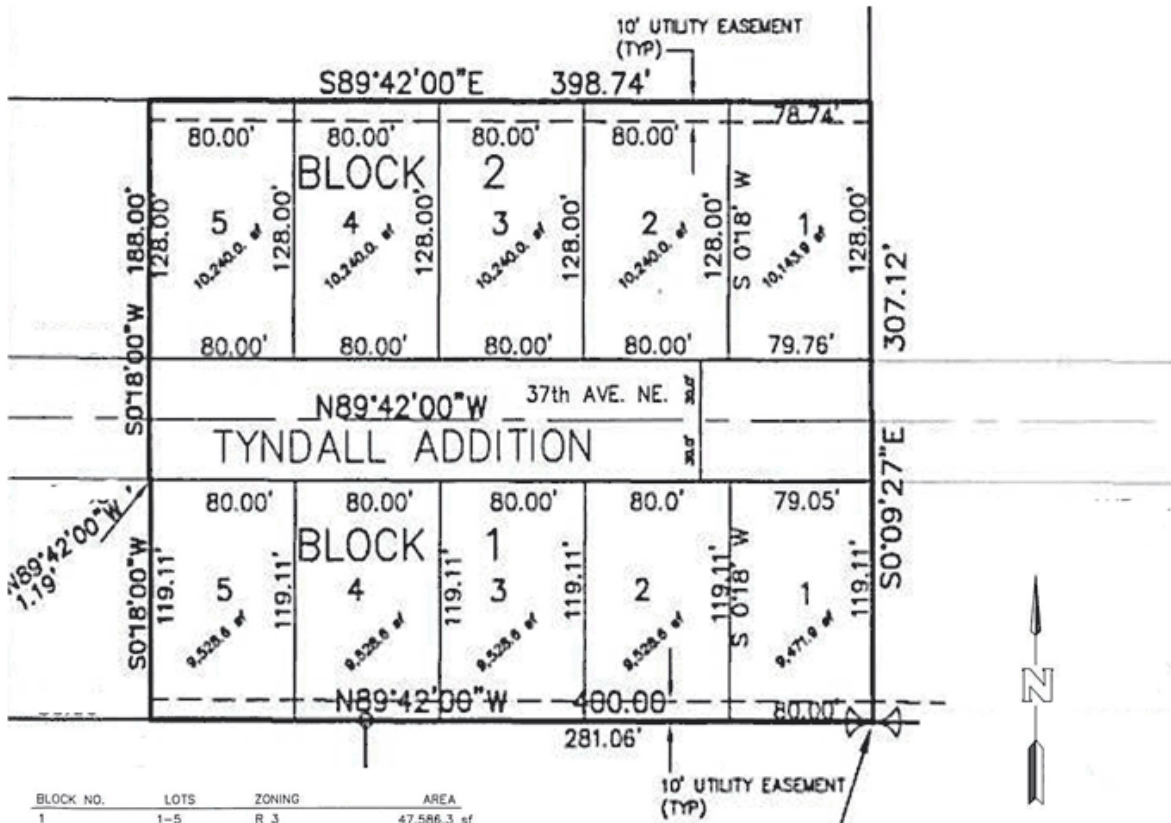 10' UTILITY EASEMENT
(TYP)
S89°42'00"E 398.74'
80.00' 80.00' 80.00' 80.00' 78.74'
BLOCK 2
S0°18'00"W 188.00'
128.00' 128.00' 128.00' 128.00' 128.00' 128.00'
S 0°18' W
5 4 3 2 1
10,240.0. sf 10,240.0. sf 10,240.0. sf 10,240.0. sf 10,143.9 sf
307.12'
80.00' 80.00' 80.00' 80.00' 79.76'
37th AVE. NE. 30.0'
N89°42'00"W
TYNDALL ADDITION 30.0'
S0°09'27"E
80.00' 80.00' 80.00' 80.0' 79.05'
N89°42'00"W
1.19'
BLOCK 1
S0°18'00"W
119.11' 119.11' 119.11' 119.11' 119.11' 119.11'
S 0°18' W
5 4 3 2 1
9,528.6 sf 9,528.6 sf 9,528.6 sf 9,528.6 sf 9,471.9 sf
N
N89°42'00"W 400.00' 80.00'
281.06'
10' UTILITY EASEMENT
(TYP)
BLOCK NO. LOTS ZONING AREA
1 1-5 R 3 47,586.3 sf